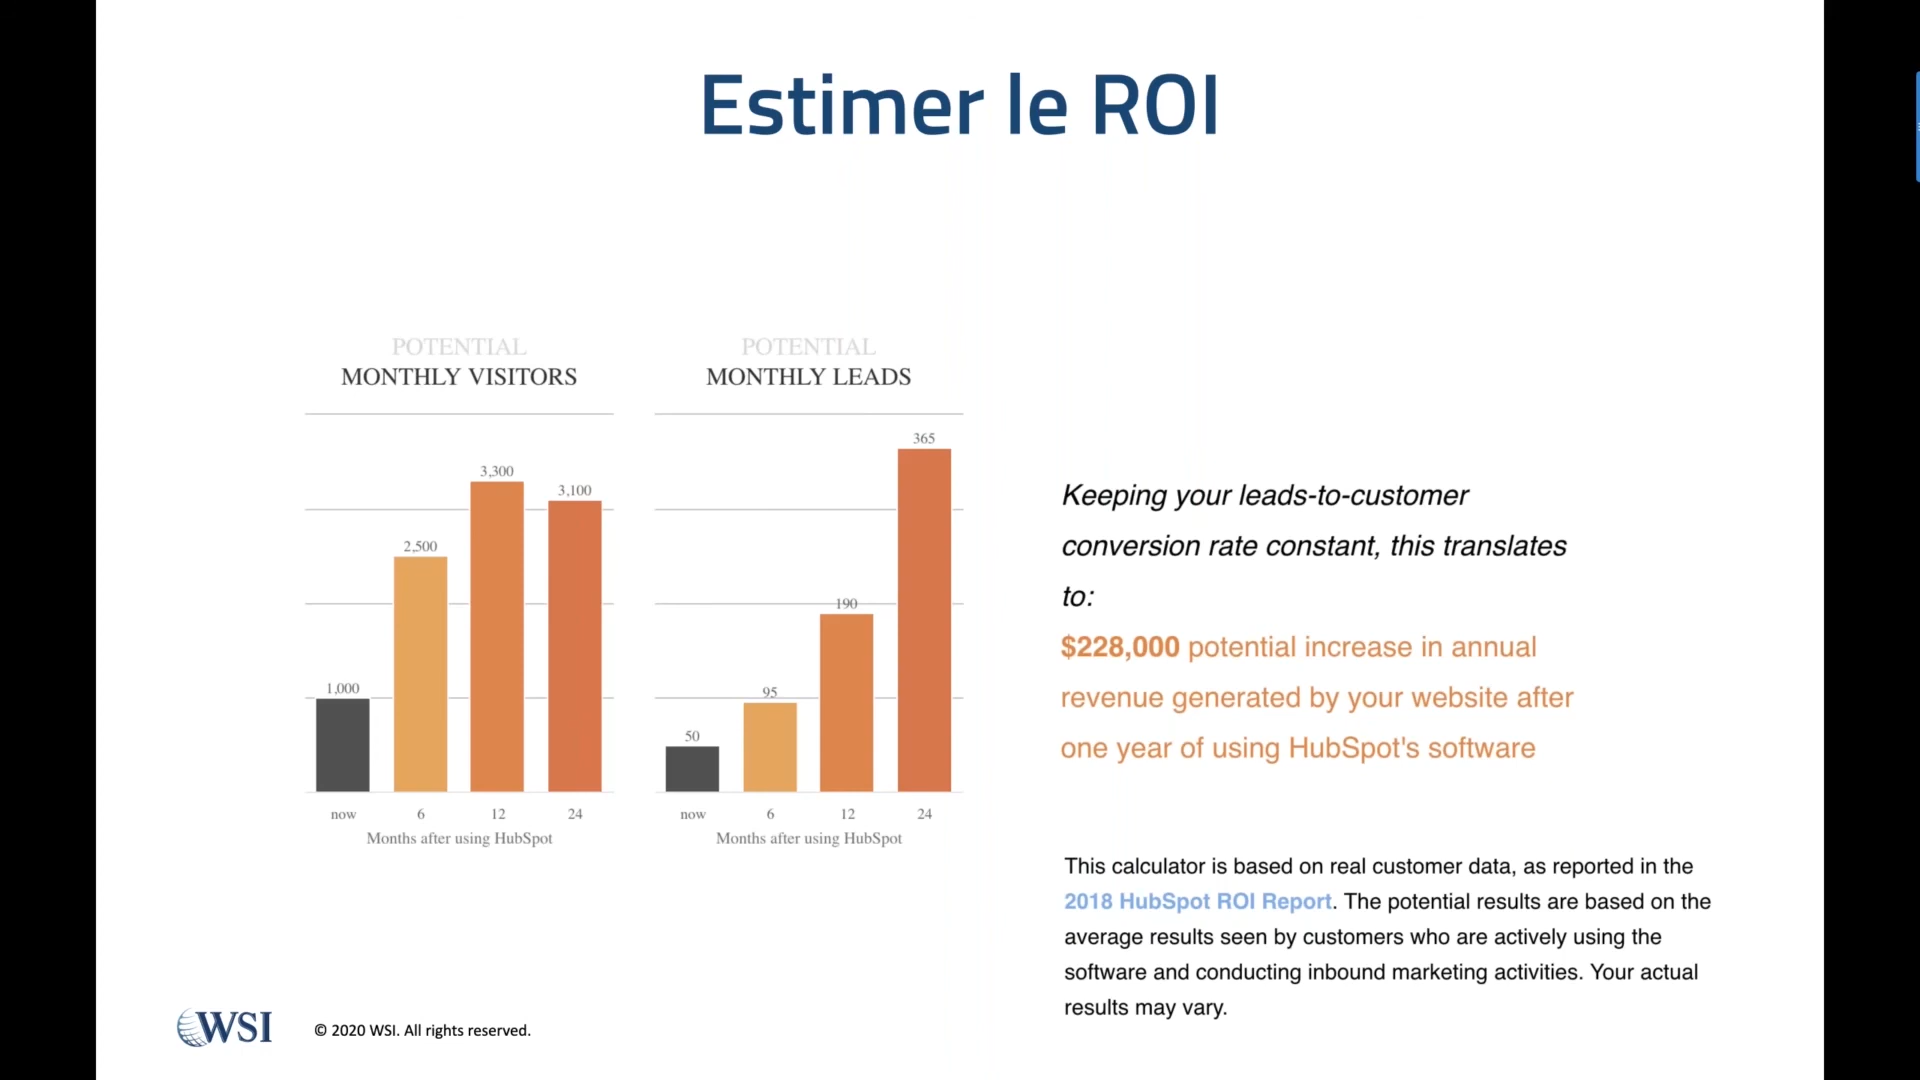 Estimer le ROI
POTENTIAL
MONTHLY VISITORS
3,300
3,100
2,500
1,000
now 6 12 24
Months after using HubSpot
POTENTIAL
MONTHLY LEADS
365
190
95
50
now 6 12 24
Months after using HubSpot
Keeping your leads-to-customer
conversion rate constant, this translates
to:
$228,000 potential increase in annual
revenue generated by your website after
one year of using HubSpot's software
This calculator is based on real customer data, as reported in the
2018 HubSpot ROI Report. The potential results are based on the
average results seen by customers who are actively using the
software and conducting inbound marketing activities. Your actual
results may vary.
WSI © 2020 WSI. All rights reserved.